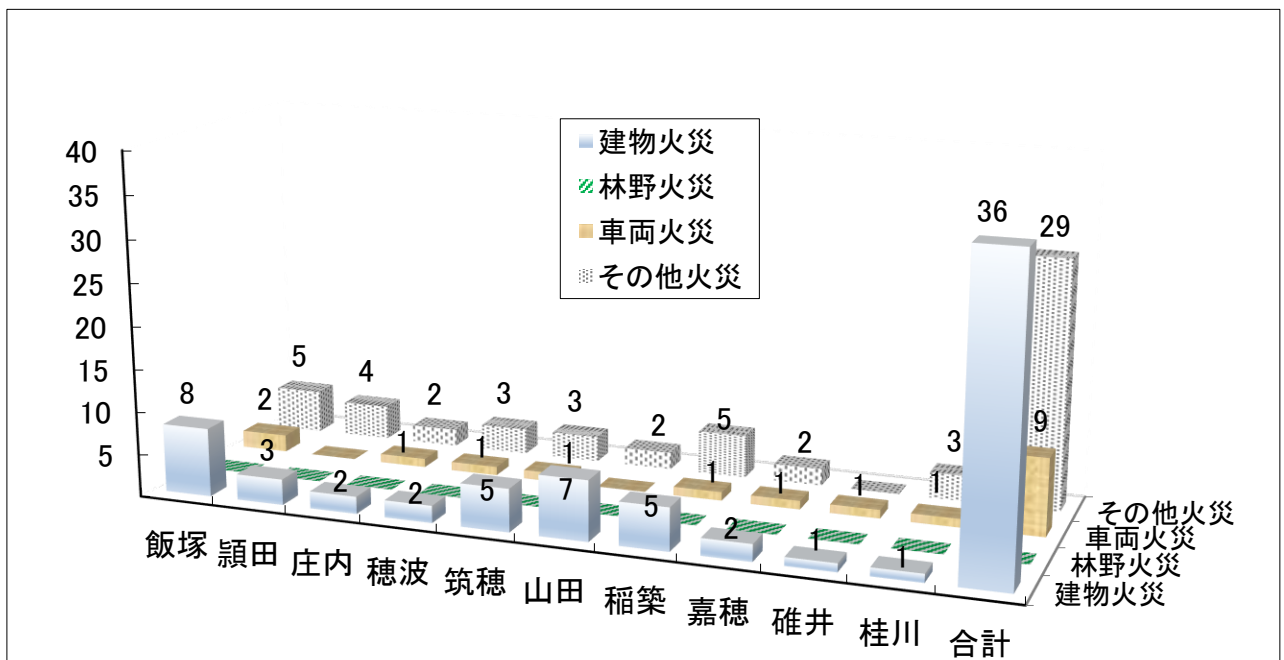 建物火災
林野火災
車両火災
その他火災
40
35
30
25
20
15
10
5
8
3
2
2
5
7
5
2
1
1
36
2
1
1
1
1
1
1
1
9
5
4
2
3
3
2
5
2
3
29
飯塚
頴田
庄内
穂波
筑穂
山田
稲築
嘉穂
碓井
桂川
合計
その他火災
車両火災
林野火災
建物火災